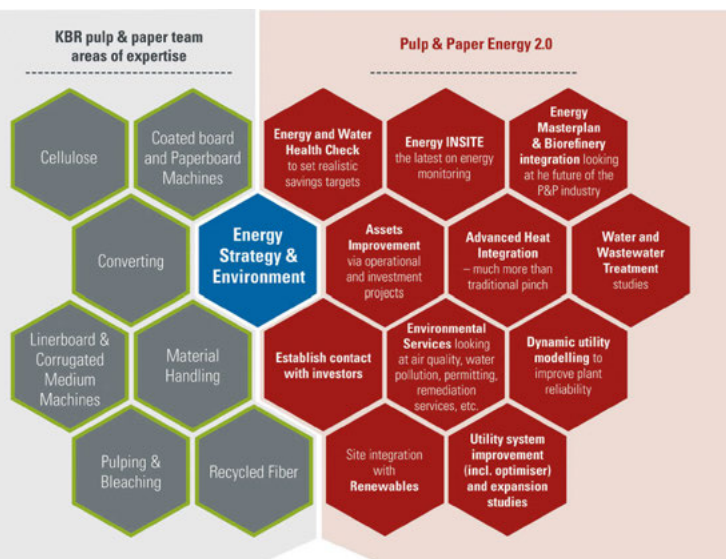 KBR pulp & paper team
areas of expertise
Pulp & Paper Energy 2.0
Cellulose
Coated board
and Paperboard
Machines
Converting
Energy
Strategy &
Environment
Linerboard &
Corrugated
Medium
Machines
Material
Handling
Pulping &
Bleaching
Recycled Fiber
Energy and Water
Health Check
to set realistic
savings targets
Energy INSITE
the latest on energy
monitoring
Energy
Masterplan
& Biorefinery
integration looking
at he future of the
P&P industry
Assets
Improvement
via operational
and investment
projects
Advanced Heat
Integration
– much more than
traditional pinch
Water and
Wastewater
Treatment
studies
Establish contact
with investors
Environmental
Services looking
at air quality, water
pollution, permitting,
remediation
services, etc.
Dynamic utility
modelling to
improve plant
reliability
Site integration
with
Renewables
Utility system
improvement
(incl. optimiser)
and expansion
studies